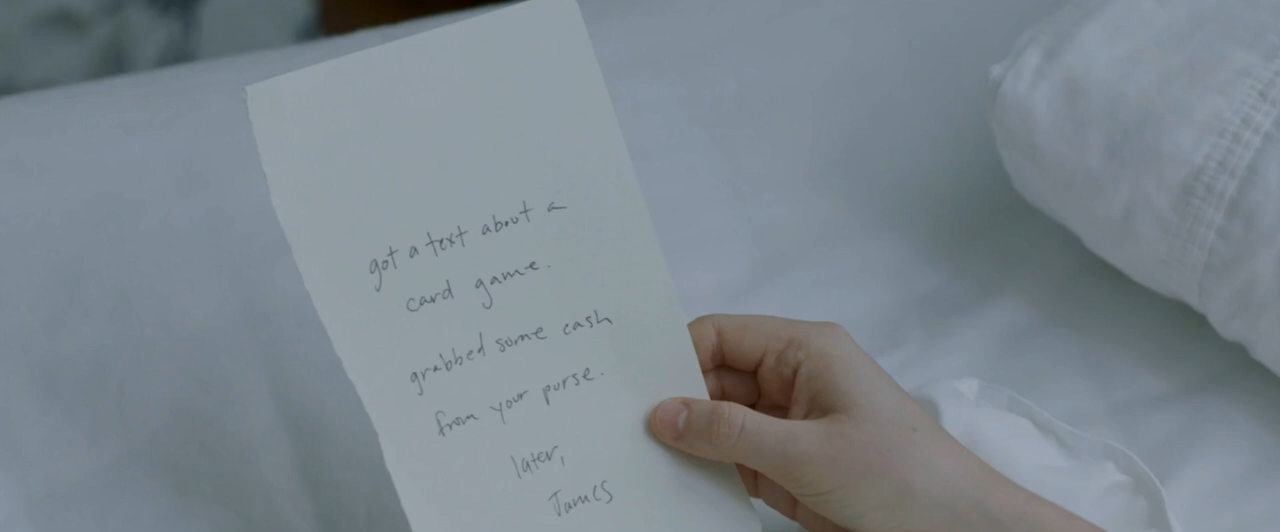 got a text about a
card game.
grabbed some cash
from your purse.
later,
James